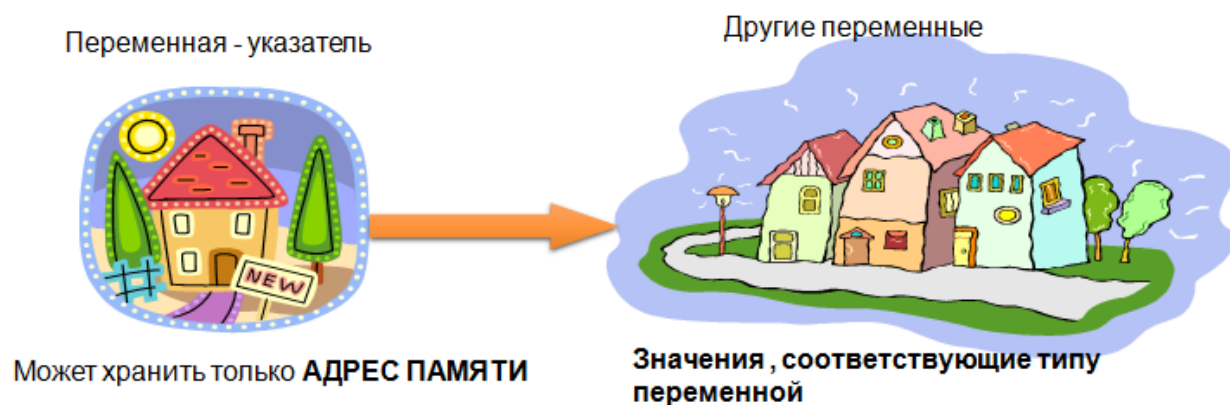 Переменная - указатель
Другие переменные
NEW
Может хранить только АДРЕС ПАМЯТИ
Значения , соответствующие типу
переменной